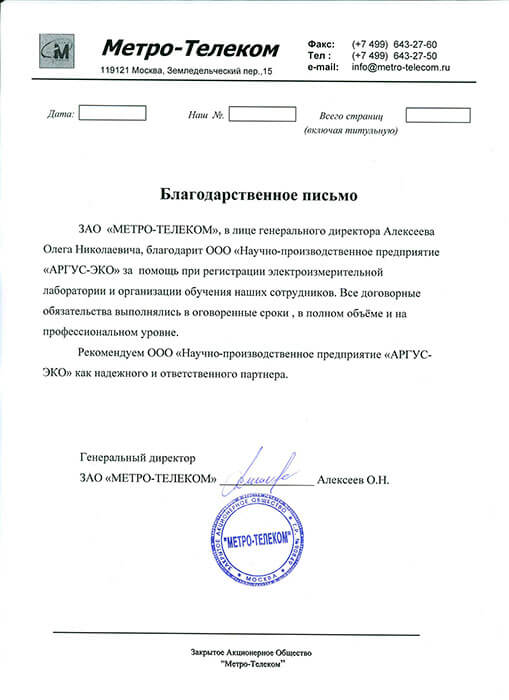 М
Метро-Телеком
119121 Москва, Земледельческий пер.,15
Факс: (+7 499) 643-27-60
Тел : (+7 499) 643-27-50
e-mail: info@metro-telecom.ru
Дата:
Наш №.
Всего страниц
(включая титульную)
Благодарственное письмо
ЗАО «МЕТРО-ТЕЛЕКОМ», в лице генерального директора Алексеева
Олега Николаевича, благодарит ООО «Научно-производственное предприятие
«АРГУС-ЭКО» за помощь при регистрации электроизмерительной
лаборатории и организации обучения наших сотрудников. Все договорные
обязательства выполнялись в оговоренные сроки , в полном объёме и на
профессиональном уровне.
Рекомендуем ООО «Научно-производственное предприятие «АРГУС-
ЭКО» как надежного и ответственного партнера.
Генеральный директор
ЗАО «МЕТРО-ТЕЛЕКОМ» Алексеев О.Н.
ЗАКРЫТОЕ АКЦИОНЕРНОЕ ОБЩЕСТВО
"МЕТРО-ТЕЛЕКОМ"
МОСКВА
Закрытое Акционерное Общество
"Метро-Телеком"